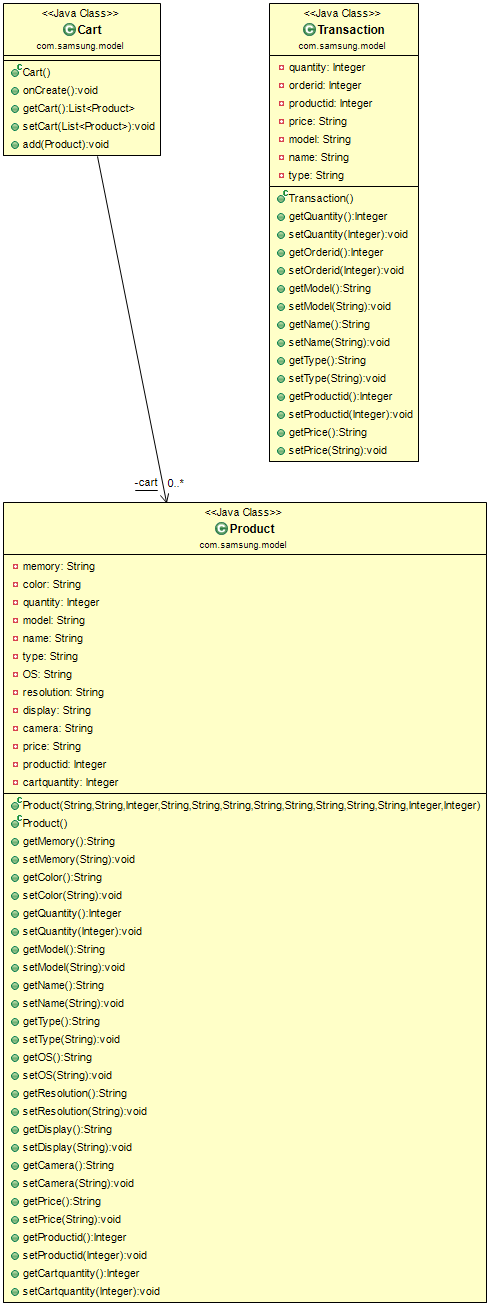 <<Java Class>>
Cart
com.samsung.model
Cart()
onCreate():void
getCart():List<Product>
setCart(List<Product>):void
add(Product):void
<<Java Class>>
Transaction
com.samsung.model
quantity: Integer
orderid: Integer
productid: Integer
price: String
model: String
name: String
type: String
Transaction()
getQuantity():Integer
setQuantity(Integer):void
getOrderid():Integer
setOrderid(Integer):void
getModel():String
setModel(String):void
getName():String
setName(String):void
getType():String
setType(String):void
getProductid():Integer
setProductid(Integer):void
getPrice():String
setPrice(String):void
-cart 0..*
<<Java Class>>
Product
com.samsung.model
memory: String
color: String
quantity: Integer
model: String
name: String
type: String
OS: String
resolution: String
display: String
camera: String
price: String
productid: Integer
cartquantity: Integer
Product(String,String,Integer,String,String,String,String,String,String,String,String,Integer,Integer)
Product()
getMemory():String
setMemory(String):void
getColor():String
setColor(String):void
getQuantity():Integer
setQuantity(Integer):void
getModel():String
setModel(String):void
getName():String
setName(String):void
getType():String
setType(String):void
getOS():String
setOS(String):void
getResolution():String
setResolution(String):void
getDisplay():String
setDisplay(String):void
getCamera():String
setCamera(String):void
getPrice():String
setPrice(String):void
getProductid():Integer
setProductid(Integer):void
getCartquantity():Integer
setCartquantity(Integer):void